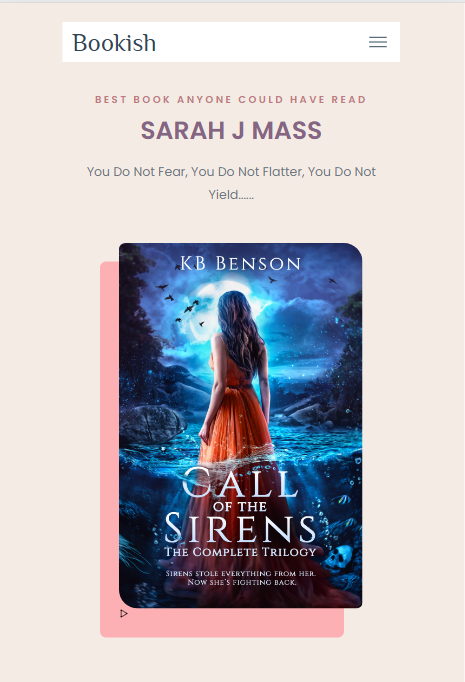 Bookish
BEST BOOK ANYONE COULD HAVE READ
SARAH J MASS
You Do Not Fear, You Do Not Flatter, You Do Not
Yield......
KB BENSON
CALL
OF THE
SIRENS
THE COMPLETE TRILOGY
SIRENS STOLE EVERYTHING FROM HER.
NOW SHE'S FIGHTING BACK.